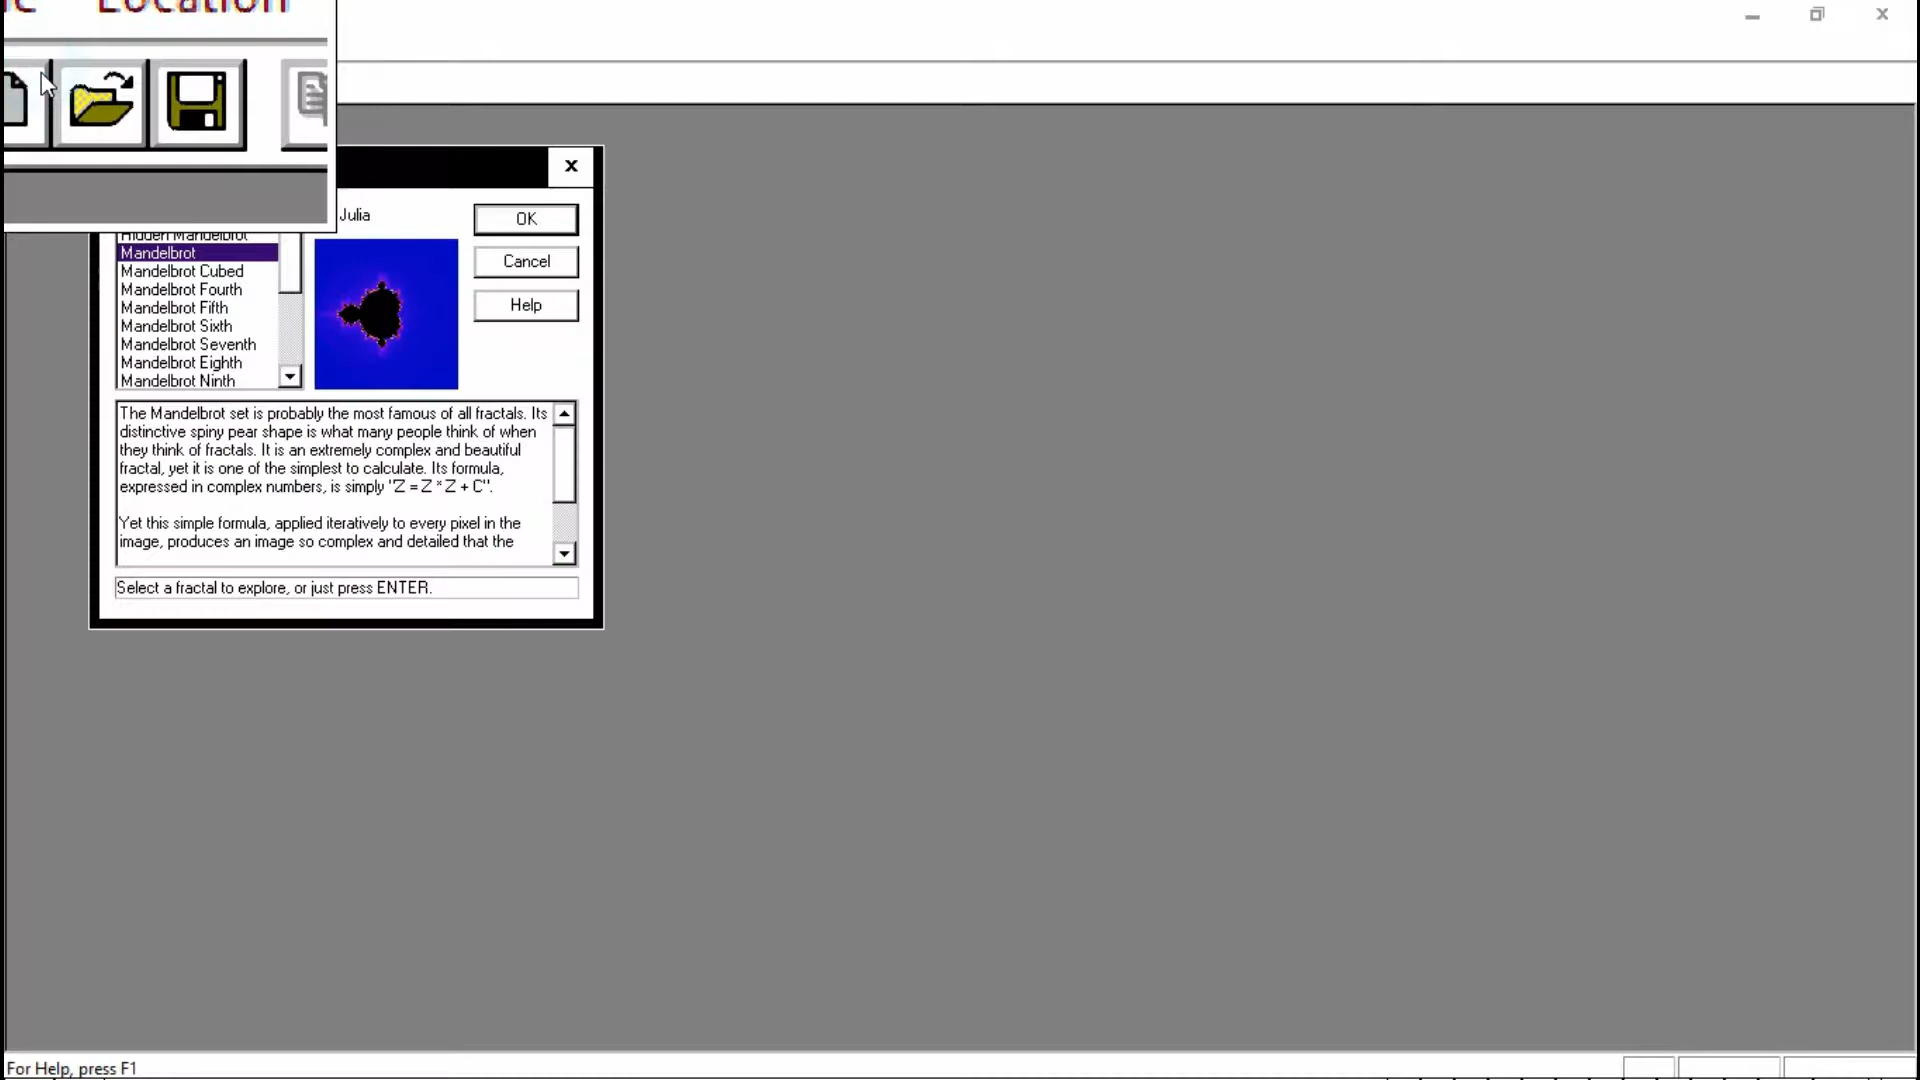 Location
Julia
OK
Hidden Mandelbrot
Mandelbrot
Cancel
Mandelbrot Cubed
Mandelbrot Fourth
Help
Mandelbrot Fifth
Mandelbrot Sixth
Mandelbrot Seventh
Mandelbrot Eighth
Mandelbrot Ninth
The Mandelbrot set is probably the most famous of all fractals. Its
distinctive spiny pear shape is what many people think of when
they think of fractals. It is an extremely complex and beautiful
fractal, yet it is one of the simplest to calculate. Its formula,
expressed in complex numbers, is simply "Z = Z * Z + C".
Yet this simple formula, applied iteratively to every pixel in the
image, produces an image so complex and detailed that the
Select a fractal to explore, or just press ENTER.
For Help, press F1